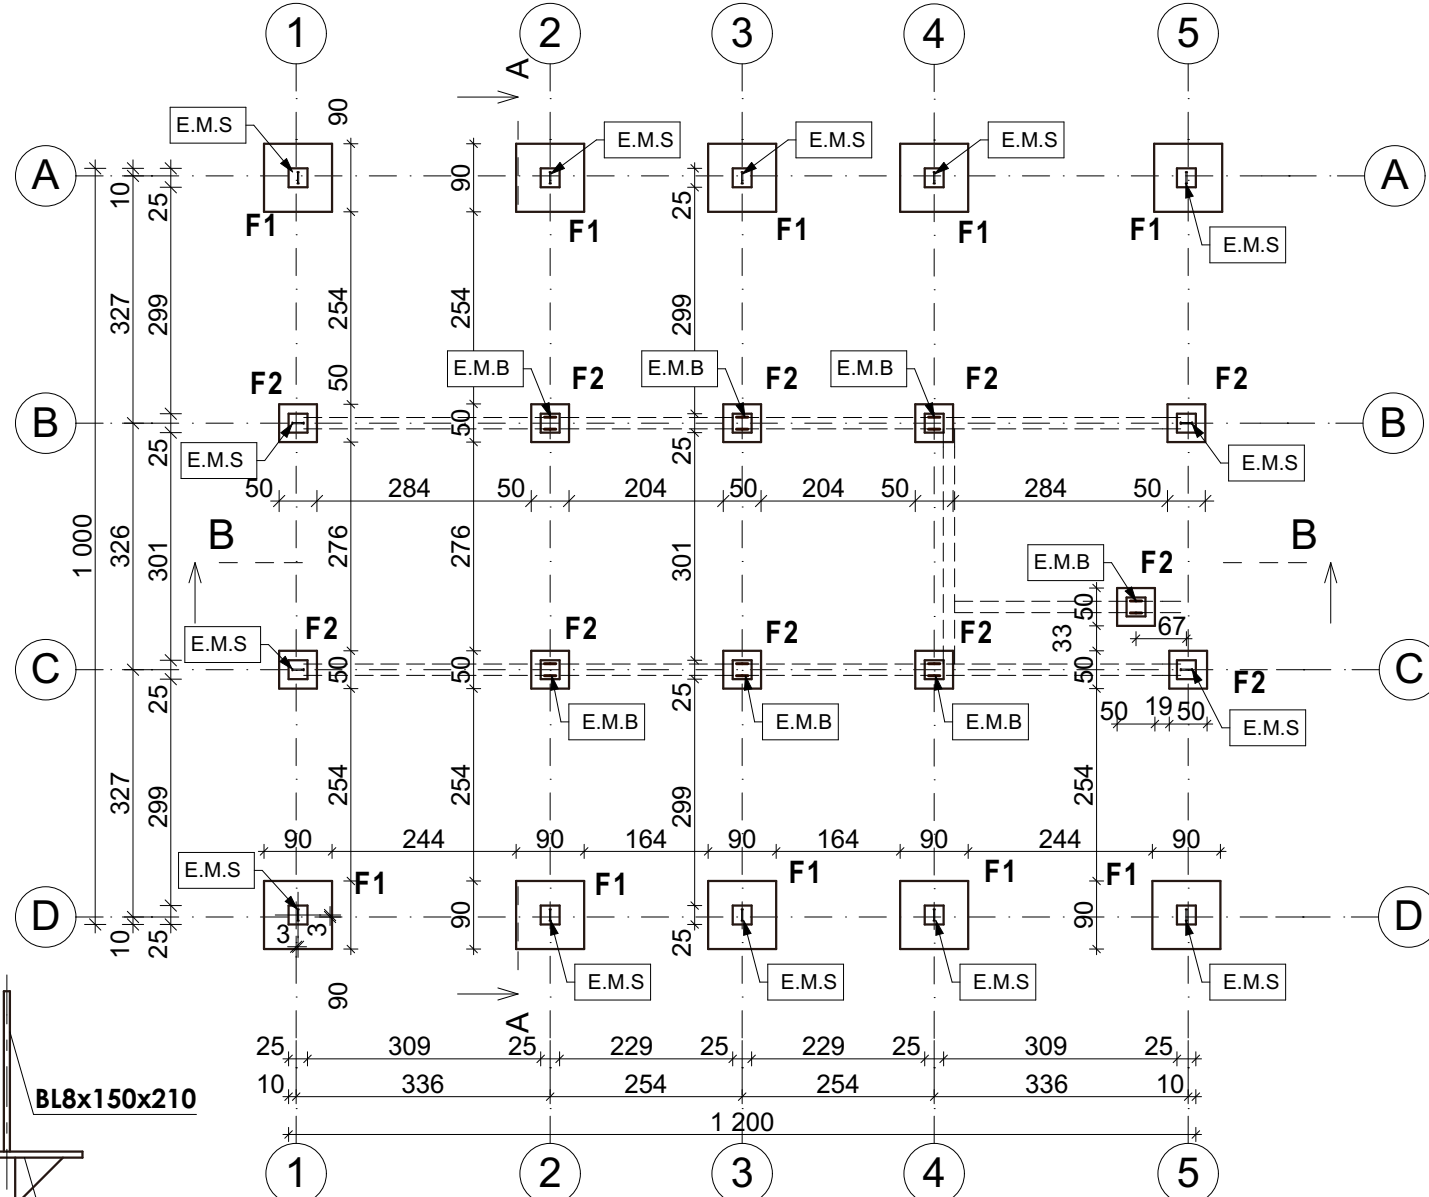 1 2 3 4 5
A
90
E.M.S E.M.S E.M.S E.M.S
A 10 25 90 25 A
F1 F1 F1 F1 F1
E.M.S
327 299 254 254 299
E.M.B E.M.B E.M.B
F2 50 F2 F2 F2 F2
B 50 B
25 E.M.S 25 E.M.S
50 284 50 204 50 204 50 284 50
1 000 326 301 B 276 276 301 B
E.M.B F2
50
33 67
E.M.S F2 F2 F2 F2
C 50 50 50 C
25 25 F2
50 19 50
E.M.B E.M.B E.M.B E.M.S
327 299 254 254 299 254
90 244 90 164 90 164 90 244 90
E.M.S F1 F1 F1 F1 F1
D 90 90 D
10 25 3 3 25
E.M.S E.M.S E.M.S E.M.S
90
A
25 309 25 229 25 229 25 309 25
10 336 254 254 336 10
BL8x150x210
1 200
1 2 3 4 5